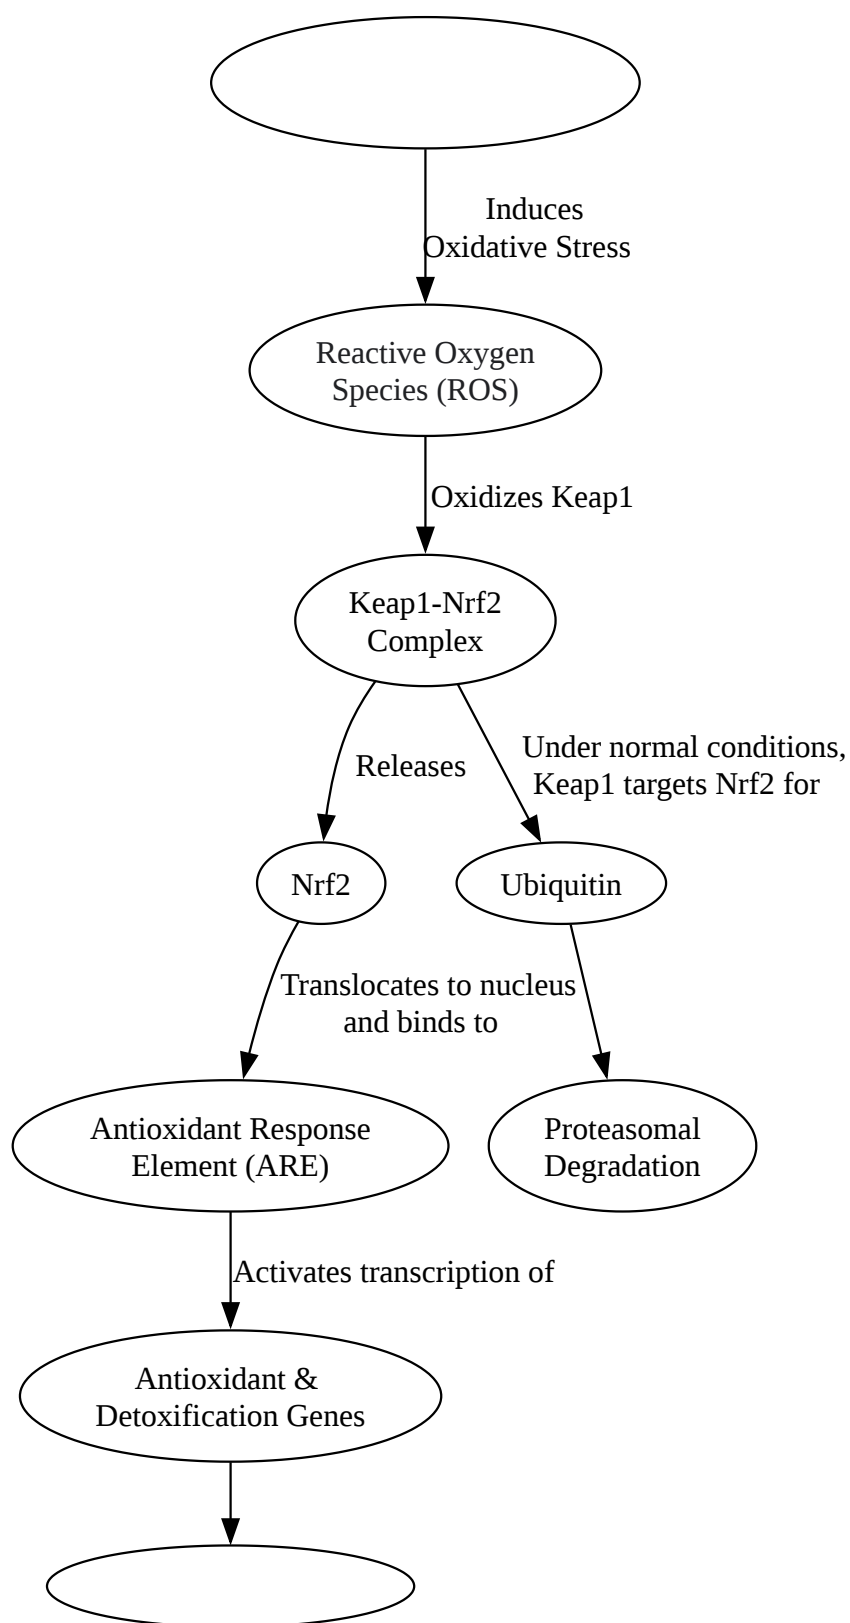 Induces
Oxidative Stress
Reactive Oxygen
Species (ROS)
Oxidizes Keap1
Keap1-Nrf2
Complex
Releases
Under normal conditions,
Keap1 targets Nrf2 for
Nrf2
Ubiquitin
Translocates to nucleus
and binds to
Antioxidant Response
Element (ARE)
Proteasomal
Degradation
Activates transcription of
Antioxidant &
Detoxification Genes